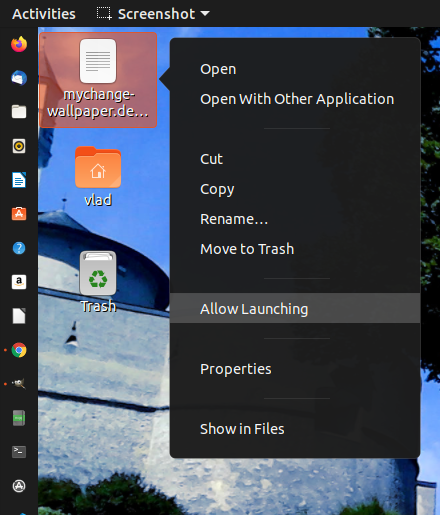 Activities
Screenshot
mychange-
wallpaper.de...
vlad
Trash
Open
Open With Other Application
Cut
Copy
Rename...
Move to Trash
Allow Launching
Properties
Show in Files